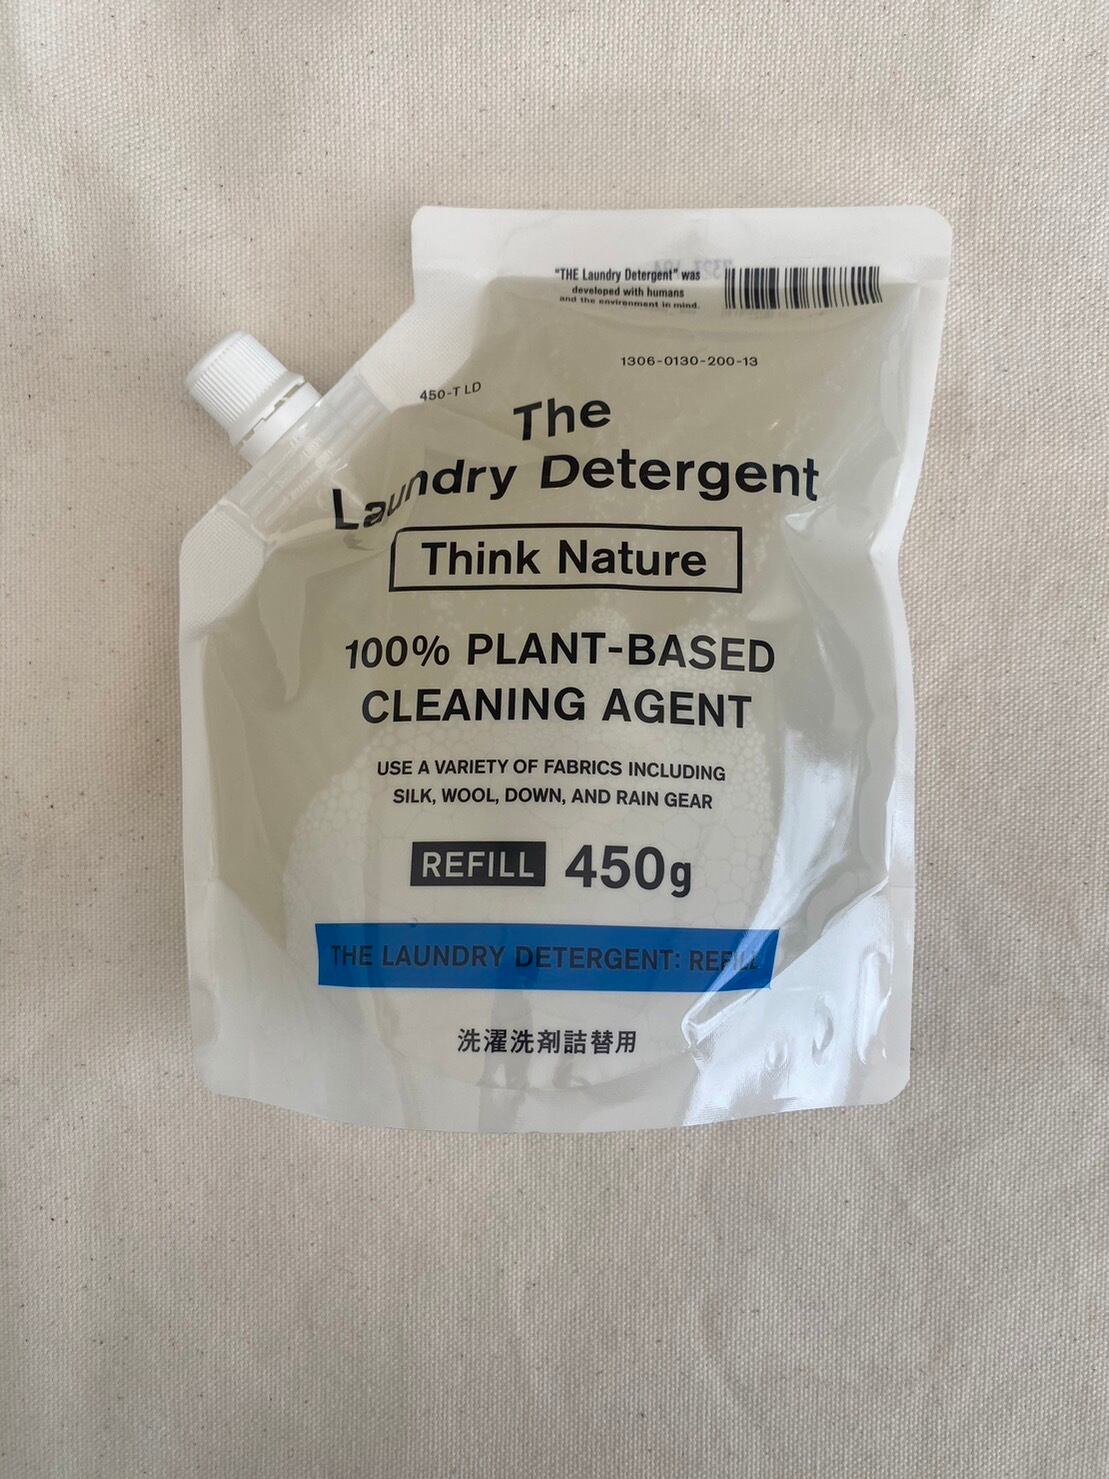 "THE Laundry Detergent" was
developed with humans
and the environment in mind.
1306-0130-200-13
450-T LD
The
Laundry Detergent
Think Nature
100% PLANT-BASED
CLEANING AGENT
USE A VARIETY OF FABRICS INCLUDING
SILK, WOOL, DOWN, AND RAIN GEAR
REFILL 450g
THE LAUNDRY DETERGENT: REFILL
洗濯洗剤詰替用